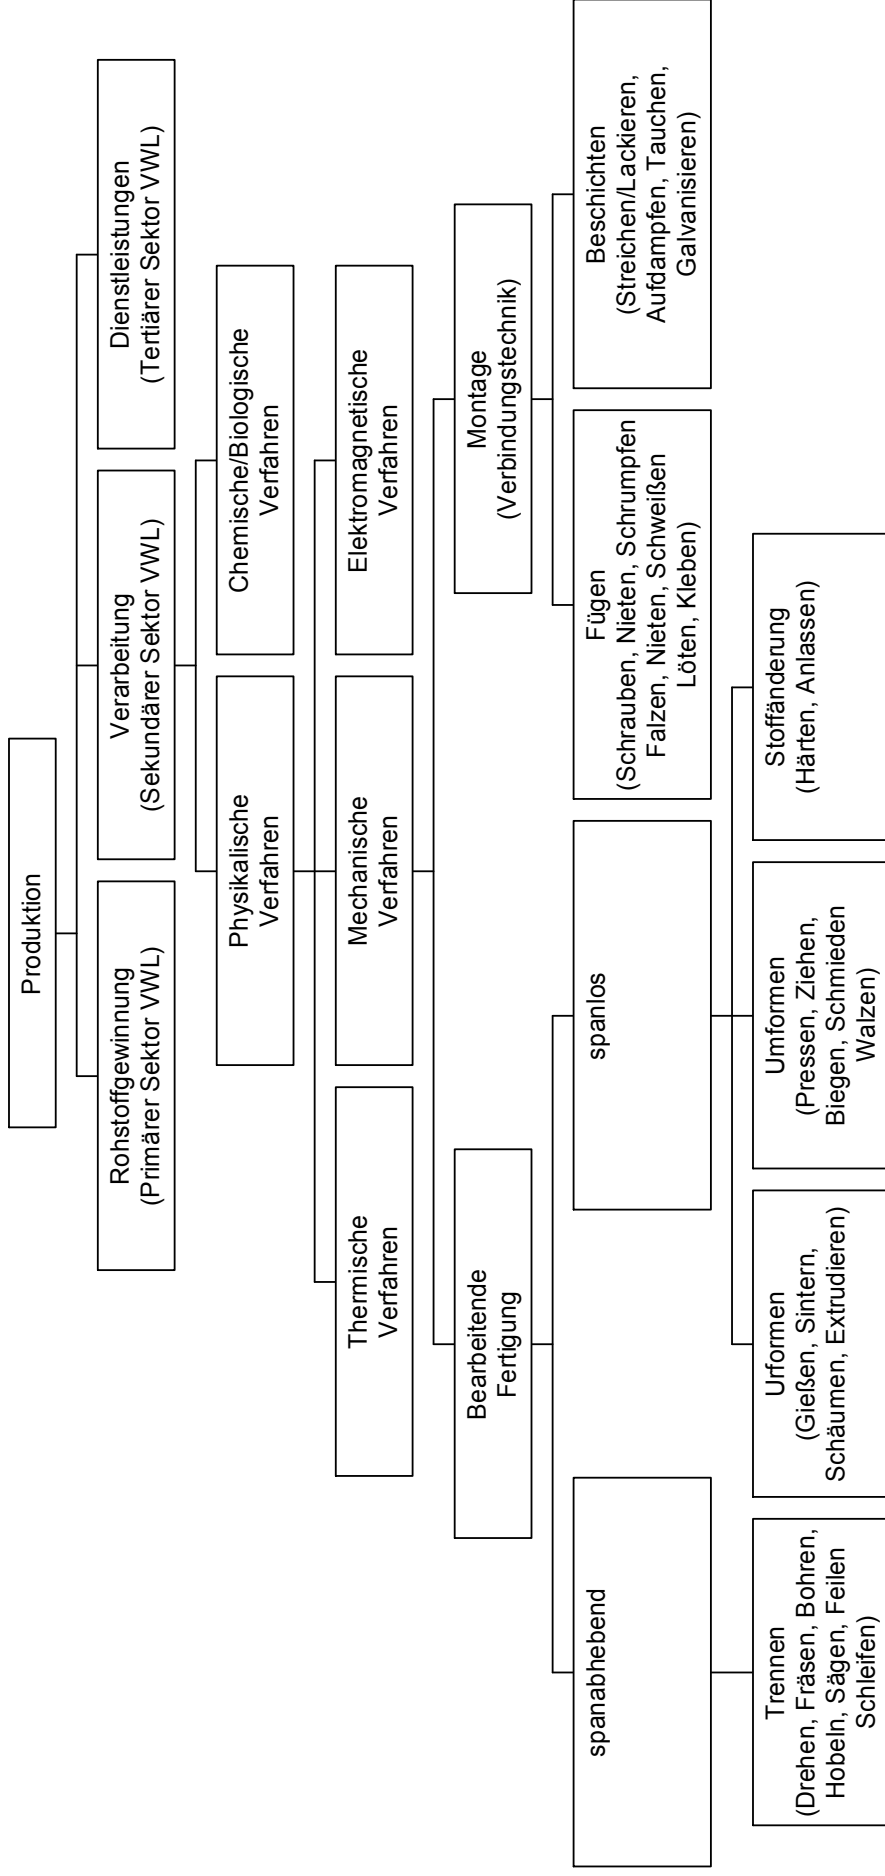 Produktion
Rohstoffgewinnung
(Primärer Sektor VWL)
Verarbeitung
(Sekundärer Sektor VWL)
Dienstleistungen
(Tertiärer Sektor VWL)
Physikalische
Verfahren
Chemische/Biologische
Verfahren
Thermische
Verfahren
Mechanische
Verfahren
Elektromagnetische
Verfahren
Bearbeitende
Fertigung
Montage
(Verbindungstechnik)
spanabhebend
spanlos
Fügen
(Schrauben, Nieten, Schrumpfen
Falzen, Nieten, Schweißen
Löten, Kleben)
Beschichten
(Streichen/Lackieren,
Aufdampfen, Tauchen,
Galvanisieren)
Trennen
(Drehen, Fräsen, Bohren,
Hobeln, Sägen, Feilen
Schleifen)
Urformen
(Gießen, Sintern,
Schäumen, Extrudieren)
Umformen
(Pressen, Ziehen,
Biegen, Schmieden
Walzen)
Stoffänderung
(Härten, Anlassen)